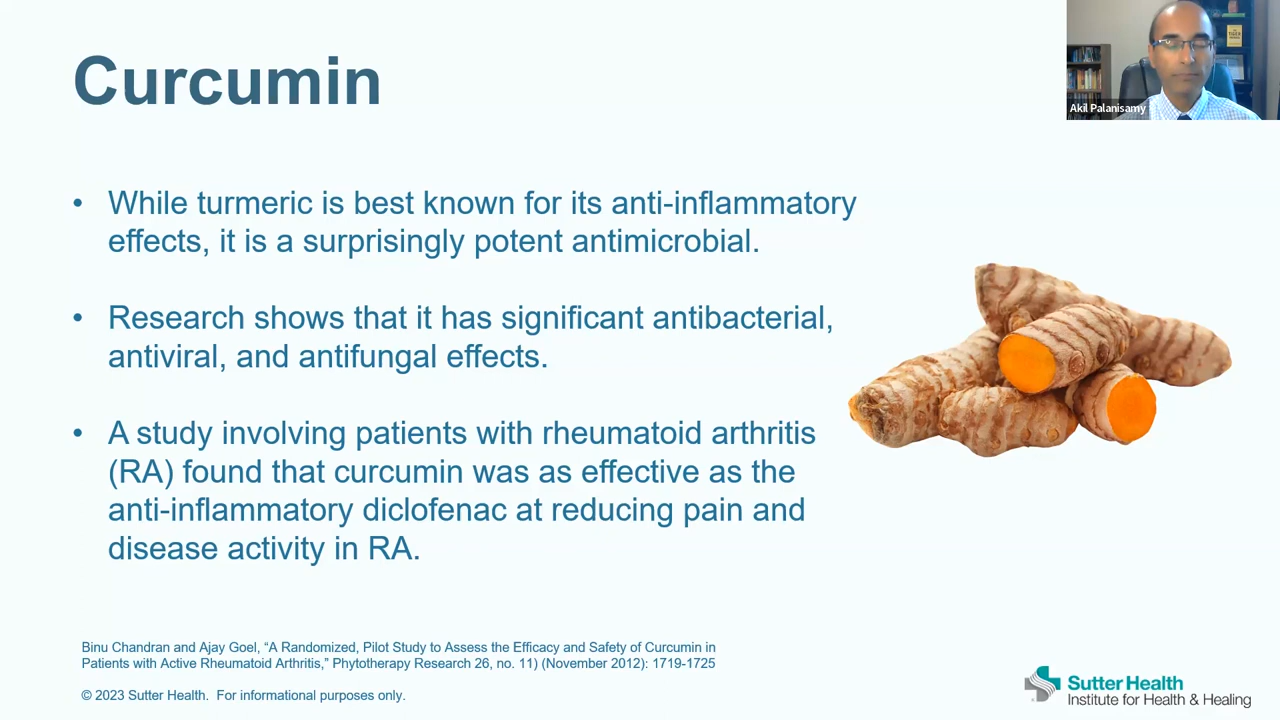 Curcumin
Akil Palanisamy
• While turmeric is best known for its anti-inflammatory
effects, it is a surprisingly potent antimicrobial.
• Research shows that it has significant antibacterial,
antiviral, and antifungal effects.
• A study involving patients with rheumatoid arthritis
(RA) found that curcumin was as effective as the
anti-inflammatory diclofenac at reducing pain and
disease activity in RA.
Binu Chandran and Ajay Goel, “A Randomized, Pilot Study to Assess the Efficacy and Safety of Curcumin in
Patients with Active Rheumatoid Arthritis,” Phytotherapy Research 26, no. 11) (November 2012): 1719-1725
© 2023 Sutter Health. For informational purposes only.
Sutter Health
Institute for Health & Healing